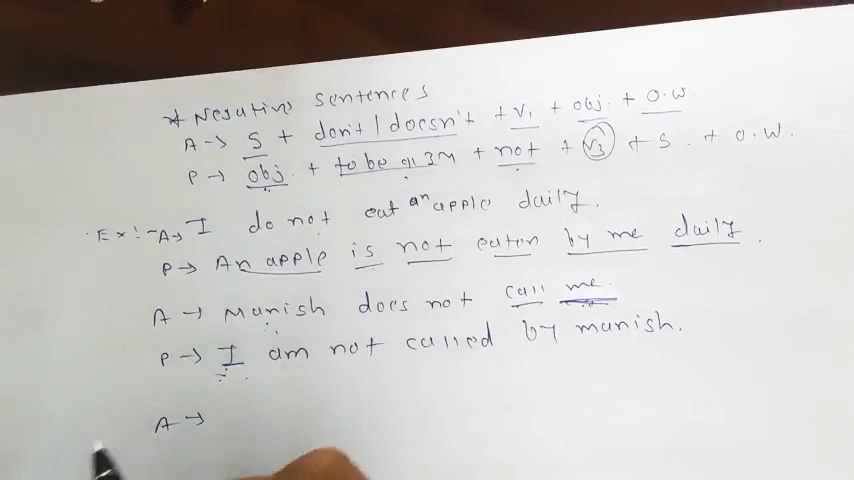 * Negative sentences
A → S + don't / doesn't + V1 + obj. + O.W.
P → obj. + to be का उम + not + V3 + S. + O.W.
Ex:- A → I do not eat an apple daily.
P → An apple is not eaten by me daily.
A → Manish does not call me.
P → I am not called by manish.
A →